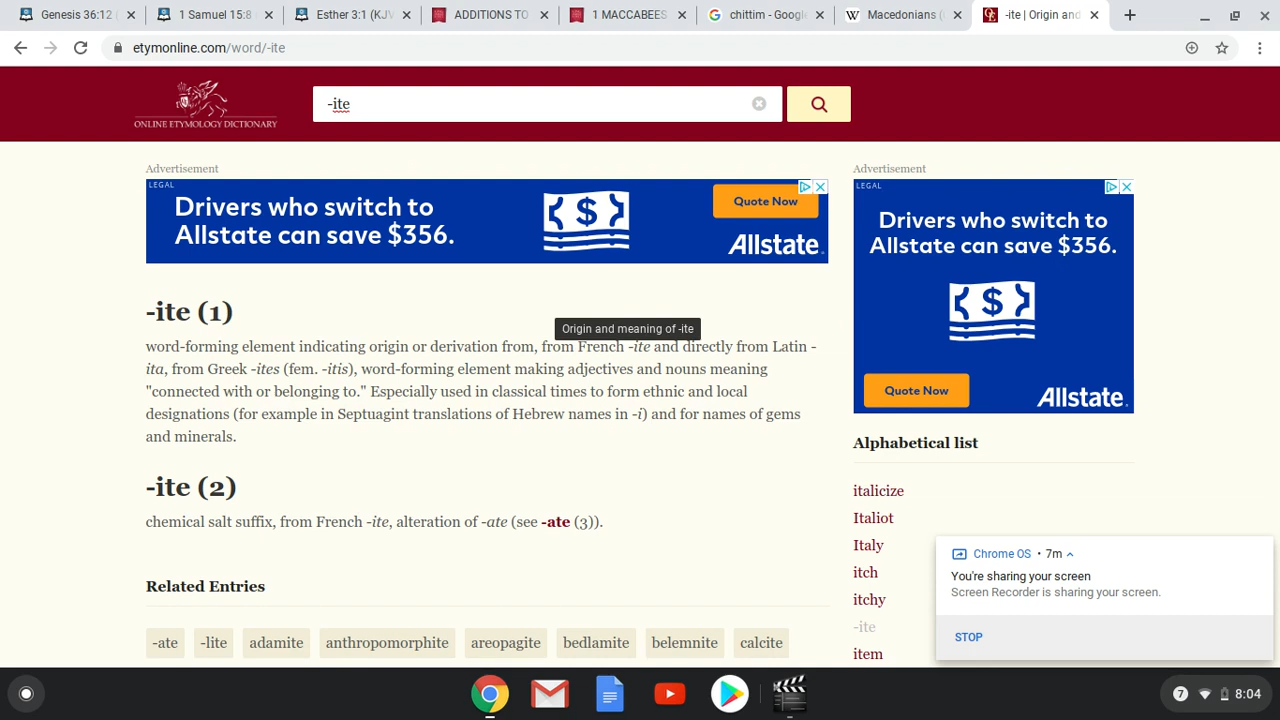 Genesis 36:12
1 Samuel 15:8
Esther 3:1 (KJV
ADDITIONS TO
1 MACCABEES
chittim - Google
Macedonians (
-ite | Origin and
etymonline.com/word/-ite
-ite
ONLINE ETYMOLOGY DICTIONARY
Advertisement
LEGAL
Drivers who switch to
Allstate can save $356.
$
Quote Now
Allstate.
-ite (1)
Origin and meaning of -ite
word-forming element indicating origin or derivation from, from French -ite and directly from Latin -
ita, from Greek -ites (fem. -itis), word-forming element making adjectives and nouns meaning
"connected with or belonging to." Especially used in classical times to form ethnic and local
designations (for example in Septuagint translations of Hebrew names in -i) and for names of gems
and minerals.
-ite (2)
chemical salt suffix, from French -ite, alteration of -ate (see -ate (3)).
Related Entries
-ate
-lite
adamite
anthropomorphite
areopagite
bedlamite
belemnite
calcite
Advertisement
LEGAL
Drivers who switch to
Allstate can save $356.
$
Quote Now
Allstate.
Alphabetical list
italicize
Italiot
Italy
itch
itchy
-ite
item
Chrome OS • 7m
You're sharing your screen
Screen Recorder is sharing your screen.
STOP
7
8:04